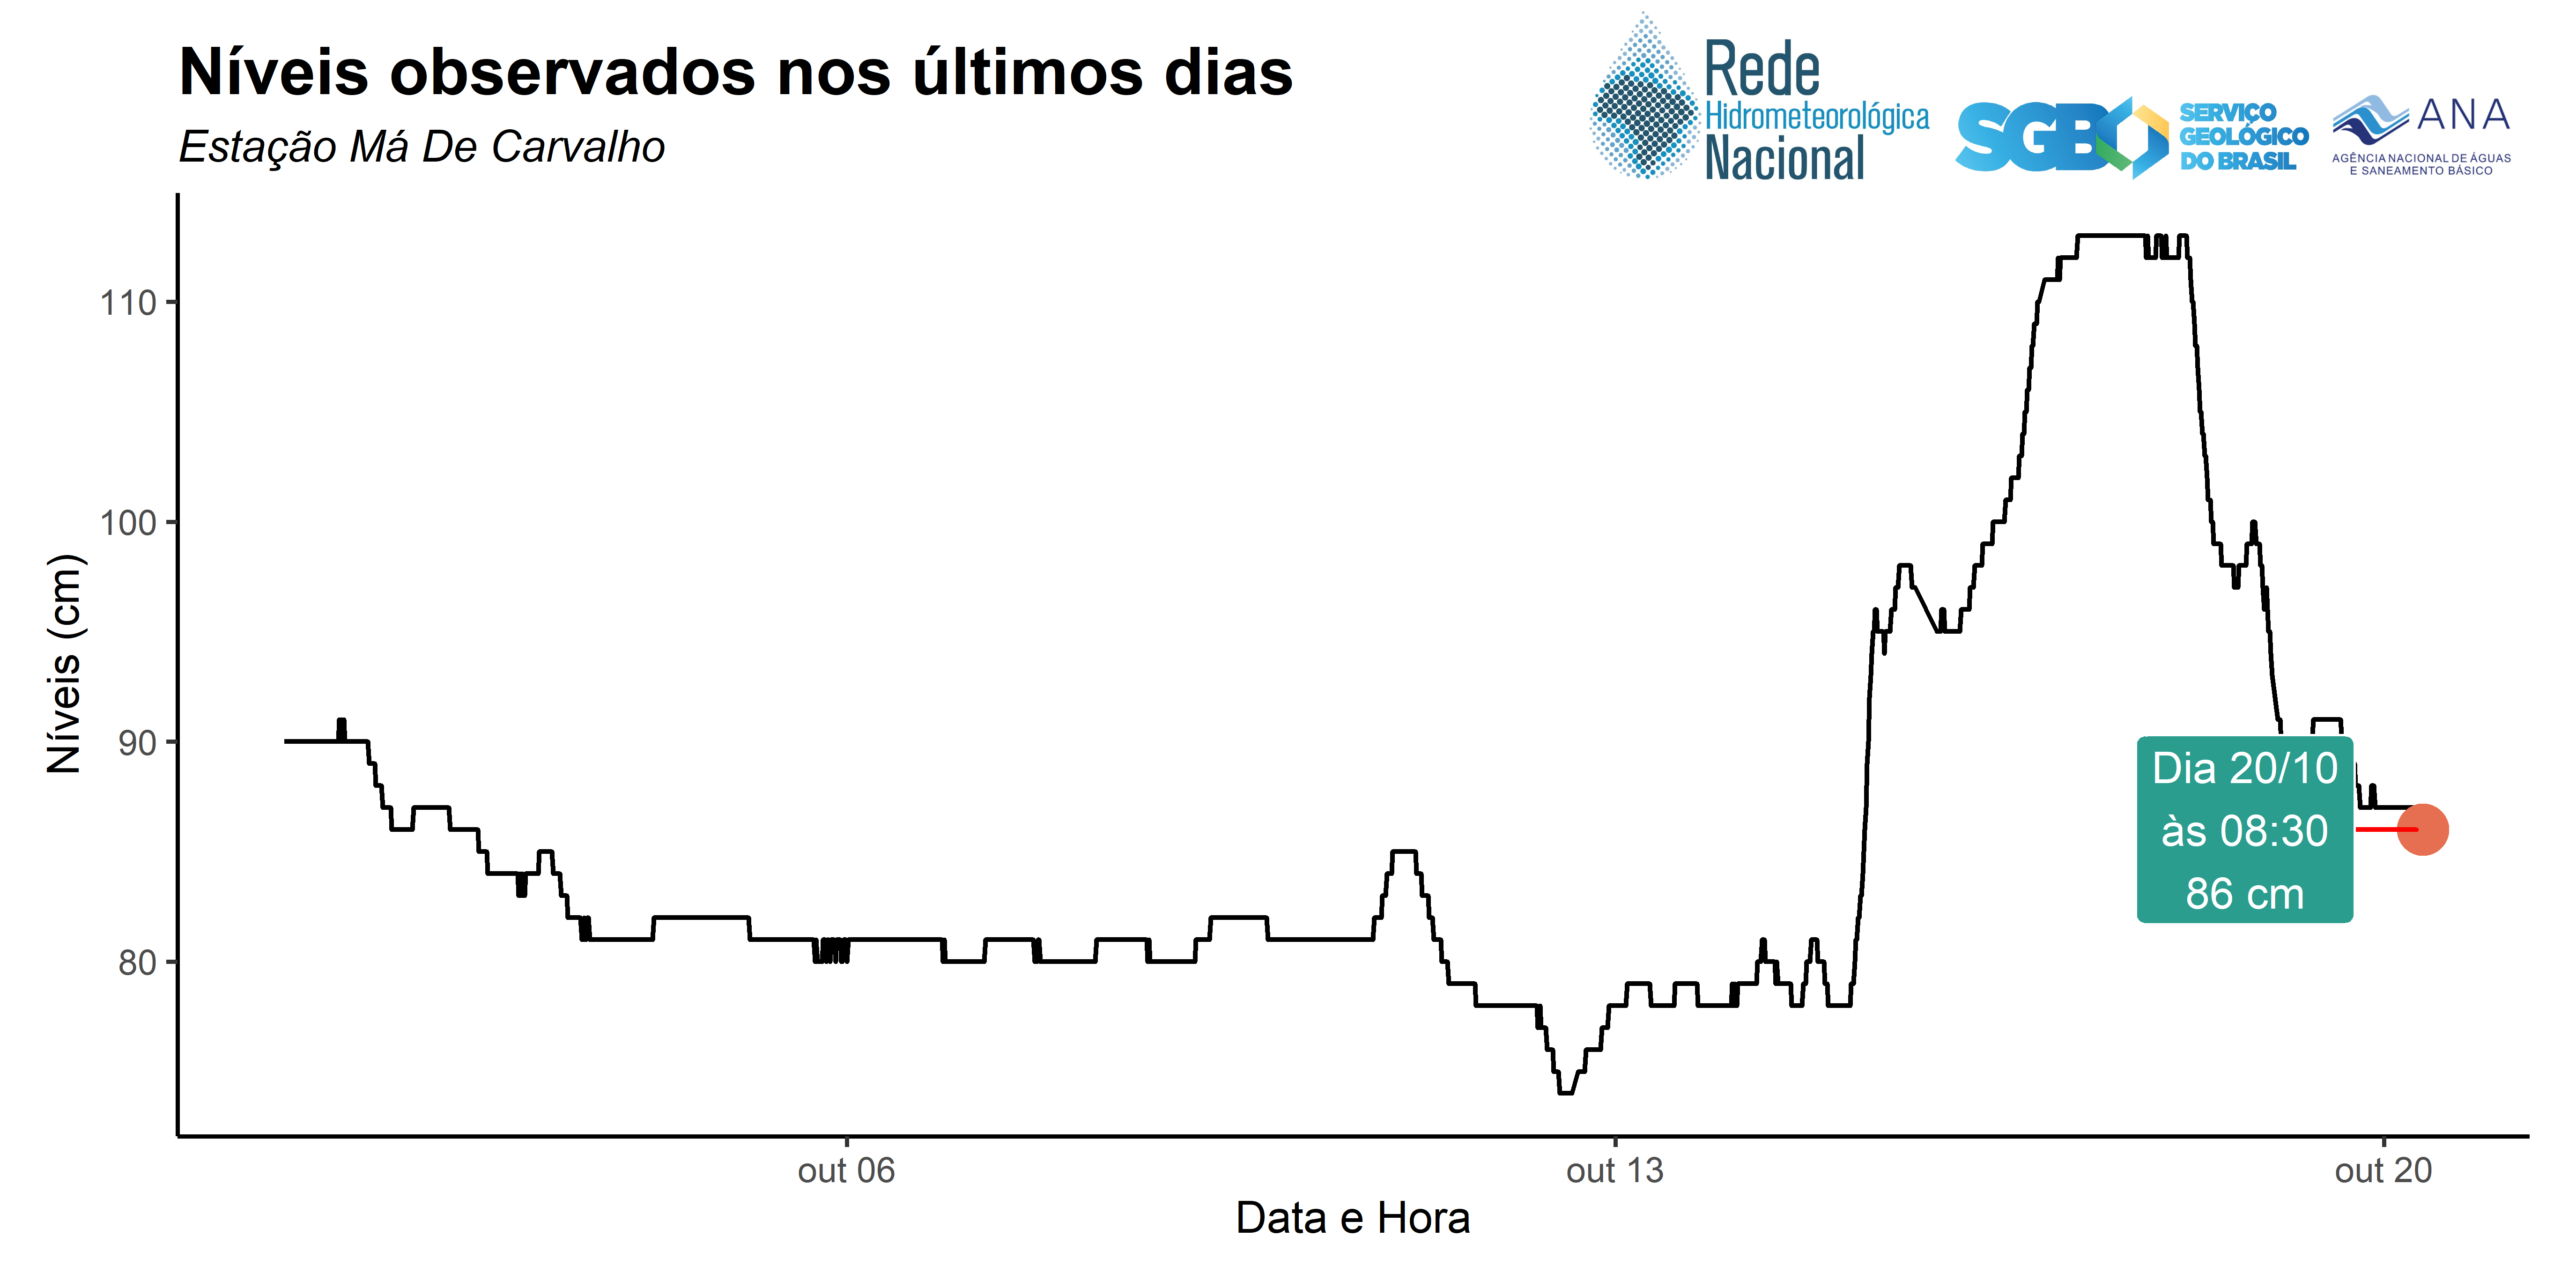 Níveis observados nos últimos dias
Estação Má De Carvalho
Rede
Hidrometeorológica
Nacional
SGB
SERVIÇO
GEOLÓGICO
DO BRASIL
ANA
AGÊNCIA NACIONAL DE ÁGUAS
E SANEAMENTO BÁSICO
Níveis (cm)
110
100
90
80
Dia 20/10
às 08:30
86 cm
out 06
out 13
out 20
Data e Hora